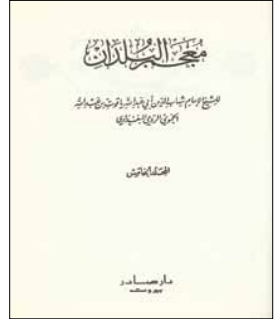 معجم البلدان
للشيخ الإمام شهاب الدين أبي عبد الله ياقوت بن عبد الله
الحموي الرومي البغدادي
المجلد الخامس
دار صادر
بيروت